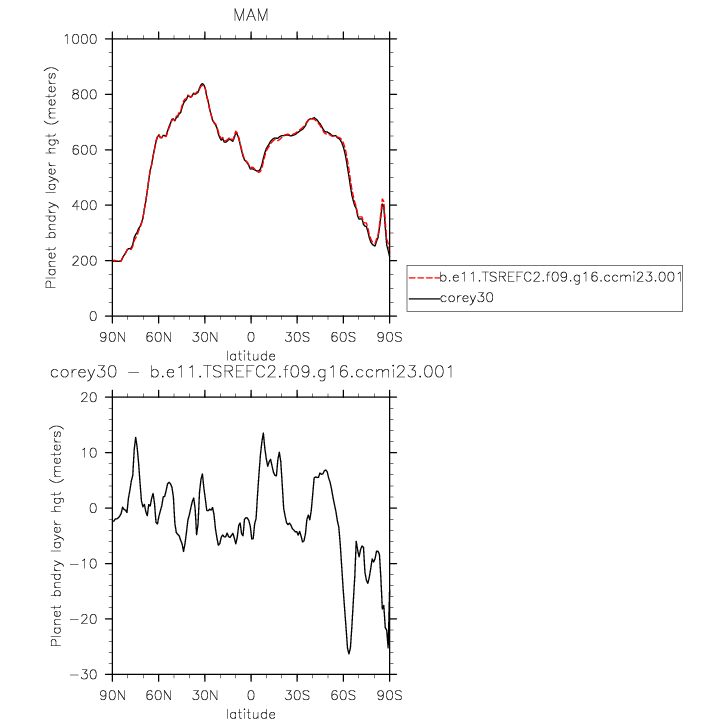 MAM
1000
800
600
400
200
0
Planet bndry layer hgt (meters)
90N 60N 30N 0 30S 60S 90S
latitude
b.e11.TSREFC2.f09.g16.ccmi23.001
corey30
corey30 - b.e11.TSREFC2.f09.g16.ccmi23.001
20
10
0
-10
-20
-30
Planet bndry layer hgt (meters)
90N 60N 30N 0 30S 60S 90S
latitude